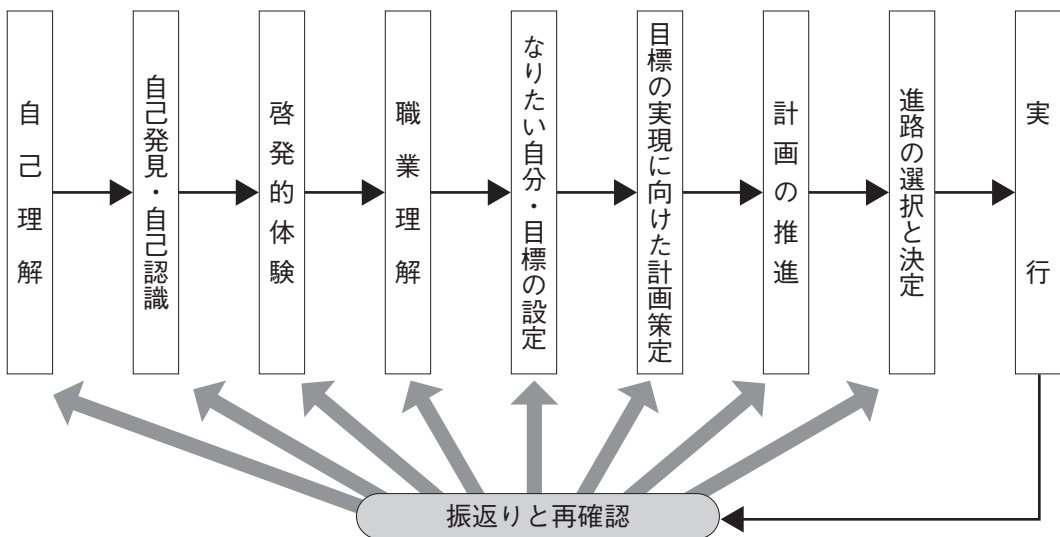 自己理解
自己発見・自己認識
啓発的体験
職業理解
なりたい自分・目標の設定
目標の実現に向けた計画策定
計画の推進
進路の選択と決定
実行
振返りと再確認